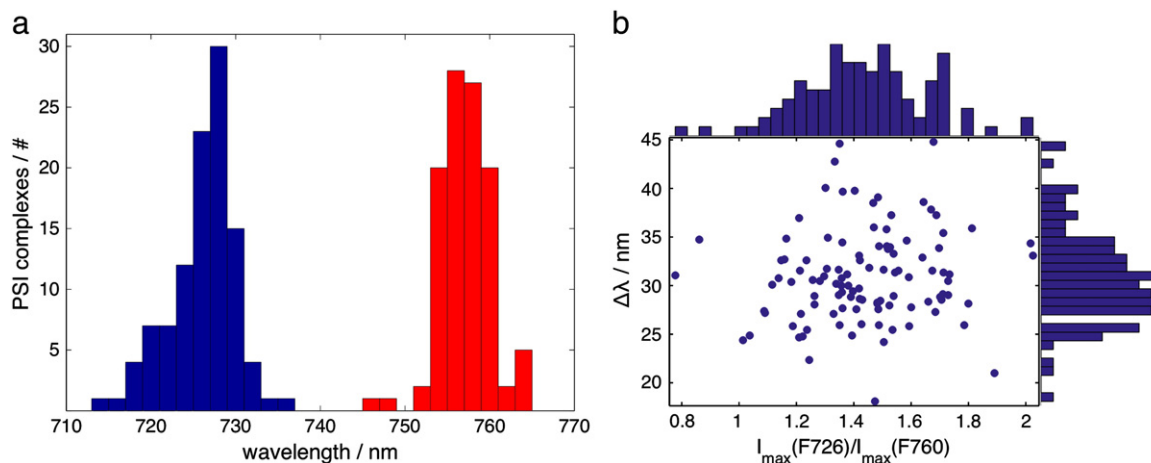 a
30
25
20
15
10
5
PSI complexes / #
710 720 730 740 750 760 770
wavelength / nm
b
45
40
35
30
25
20
Δλ / nm
0.8 1 1.2 1.4 1.6 1.8 2
I_max(F726)/I_max(F760)